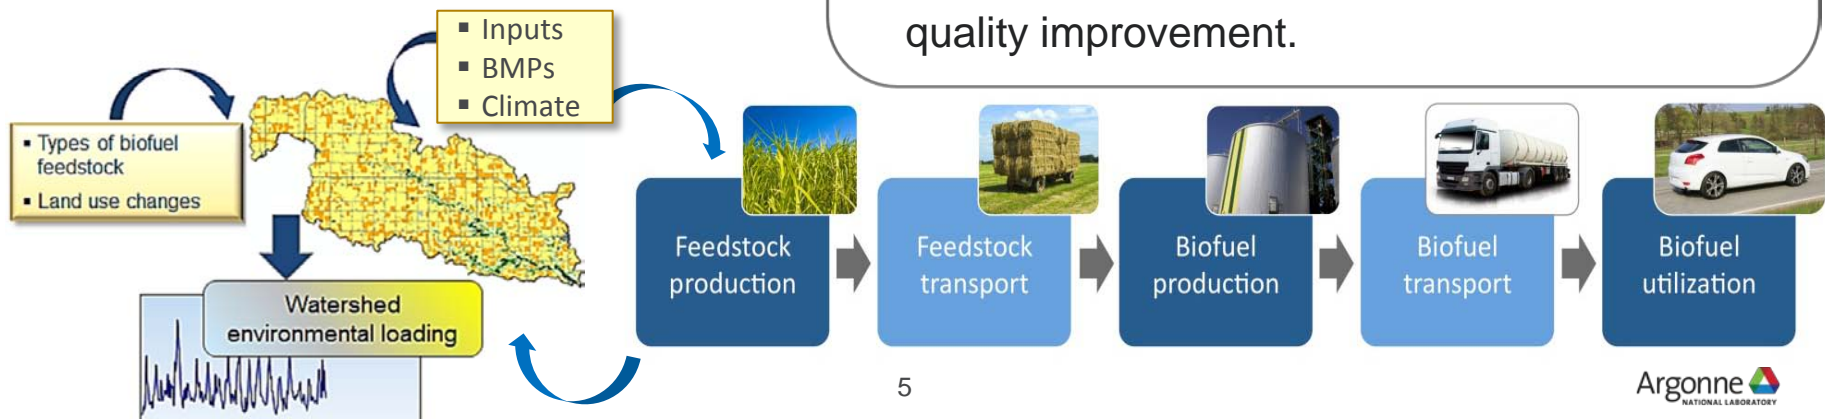 quality improvement.
▪ Inputs
▪ BMPs
▪ Climate
▪ Types of biofuel
feedstock
▪ Land use changes
Watershed
environmental loading
Feedstock
production
Feedstock
transport
Biofuel
production
Biofuel
transport
Biofuel
utilization
5
Argonne
NATIONAL LABORATORY